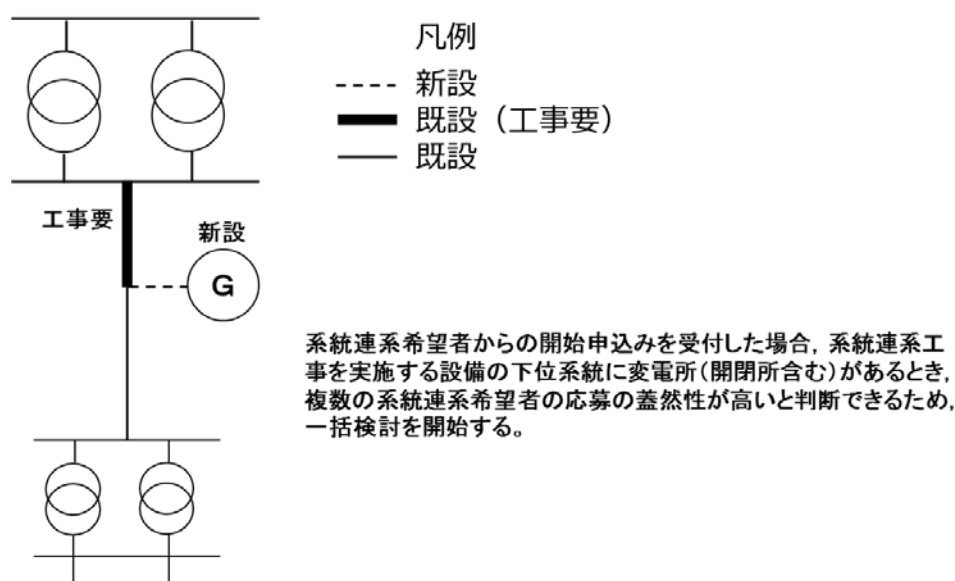 凡例
新設
既設（工事要）
既設
工事要
新設
G
系統連系希望者からの開始申込みを受付した場合，系統連系工
事を実施する設備の下位系統に変電所（開閉所含む）があるとき，
複数の系統連系希望者の応募の蓋然性が高いと判断できるため，
一括検討を開始する。